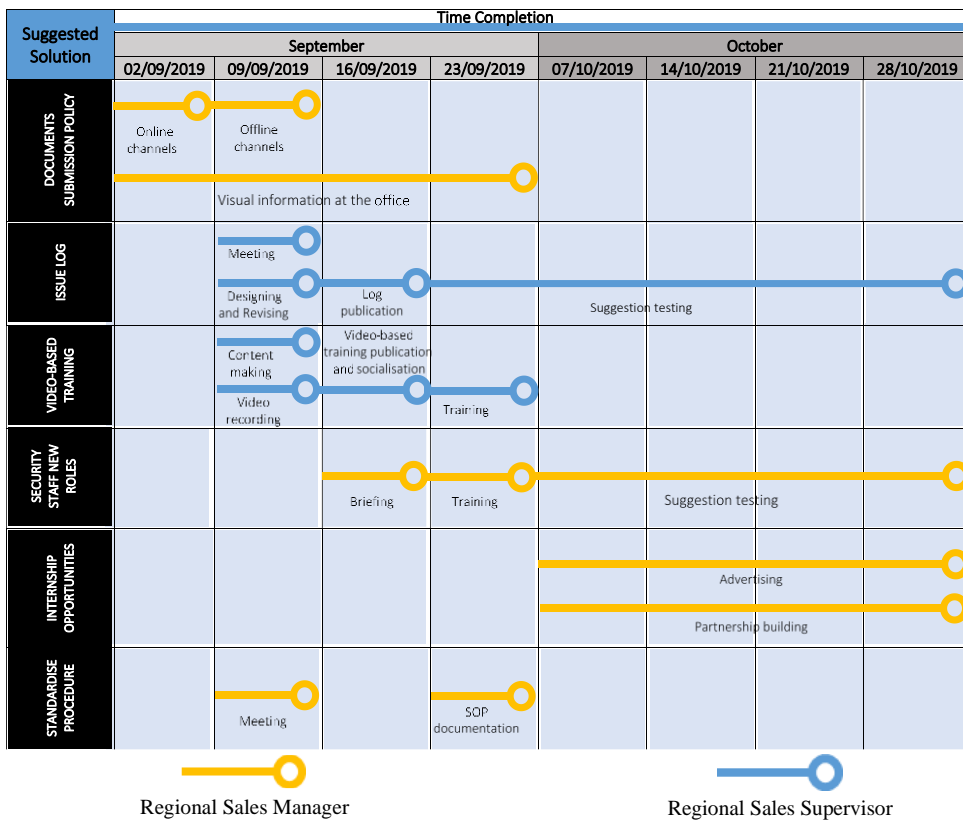 Time Completion
Suggested
Solution
September
October
02/09/2019
09/09/2019
16/09/2019
23/09/2019
07/10/2019
14/10/2019
21/10/2019
28/10/2019
DOCUMENTS
SUBMISSION POLICY
Online
channels
Offline
channels
Visual information at the office
ISSUE LOG
Meeting
Designing
and Revising
Log
publication
Suggestion testing
VIDEO-BASED
TRAINING
Content
making
Video-based
training publication
and socialisation
Video
recording
Training
SECURITY
STAFF NEW
ROLES
Briefing
Training
Suggestion testing
INTERNSHIP
OPPORTUNITIES
Advertising
Partnership building
STANDARDISE
PROCEDURE
Meeting
SOP
documentation
Regional Sales Manager
Regional Sales Supervisor